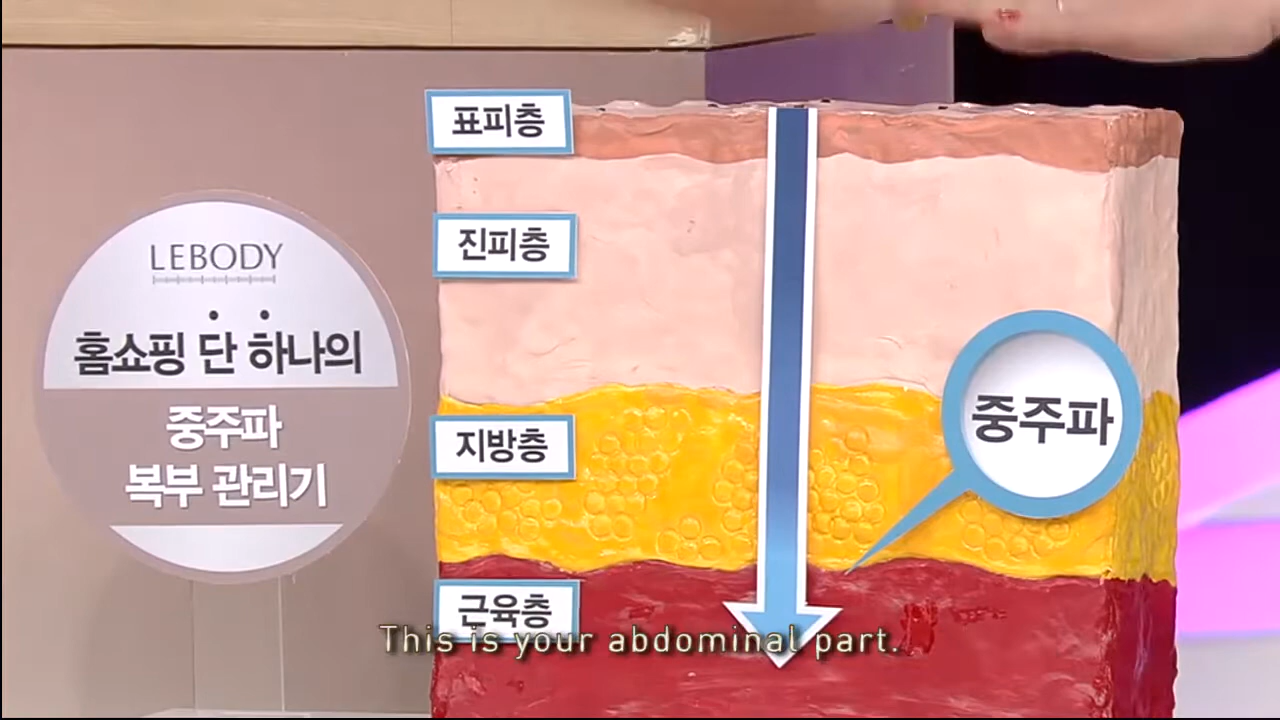 LEBODY
홈쇼핑 단 하나의
중주파
복부 관리기
표피층
진피층
지방층
중주파
근육층
This is your abdominal part.